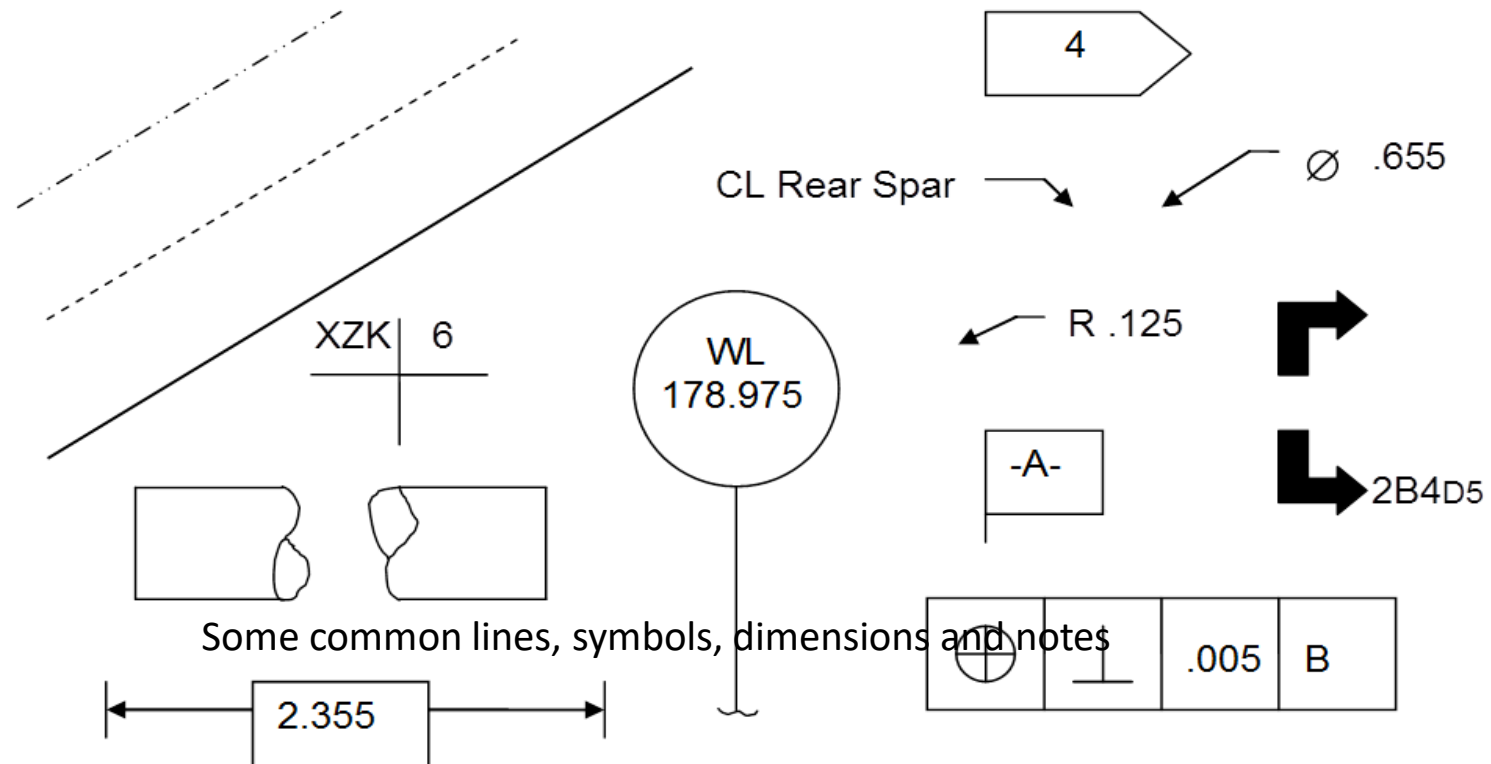 4
CL Rear Spar
Ø .655
XZK 6
WL
178.975
R .125
-A-
2B4D5
Some common lines, symbols, dimensions and notes
.005 B
2.355